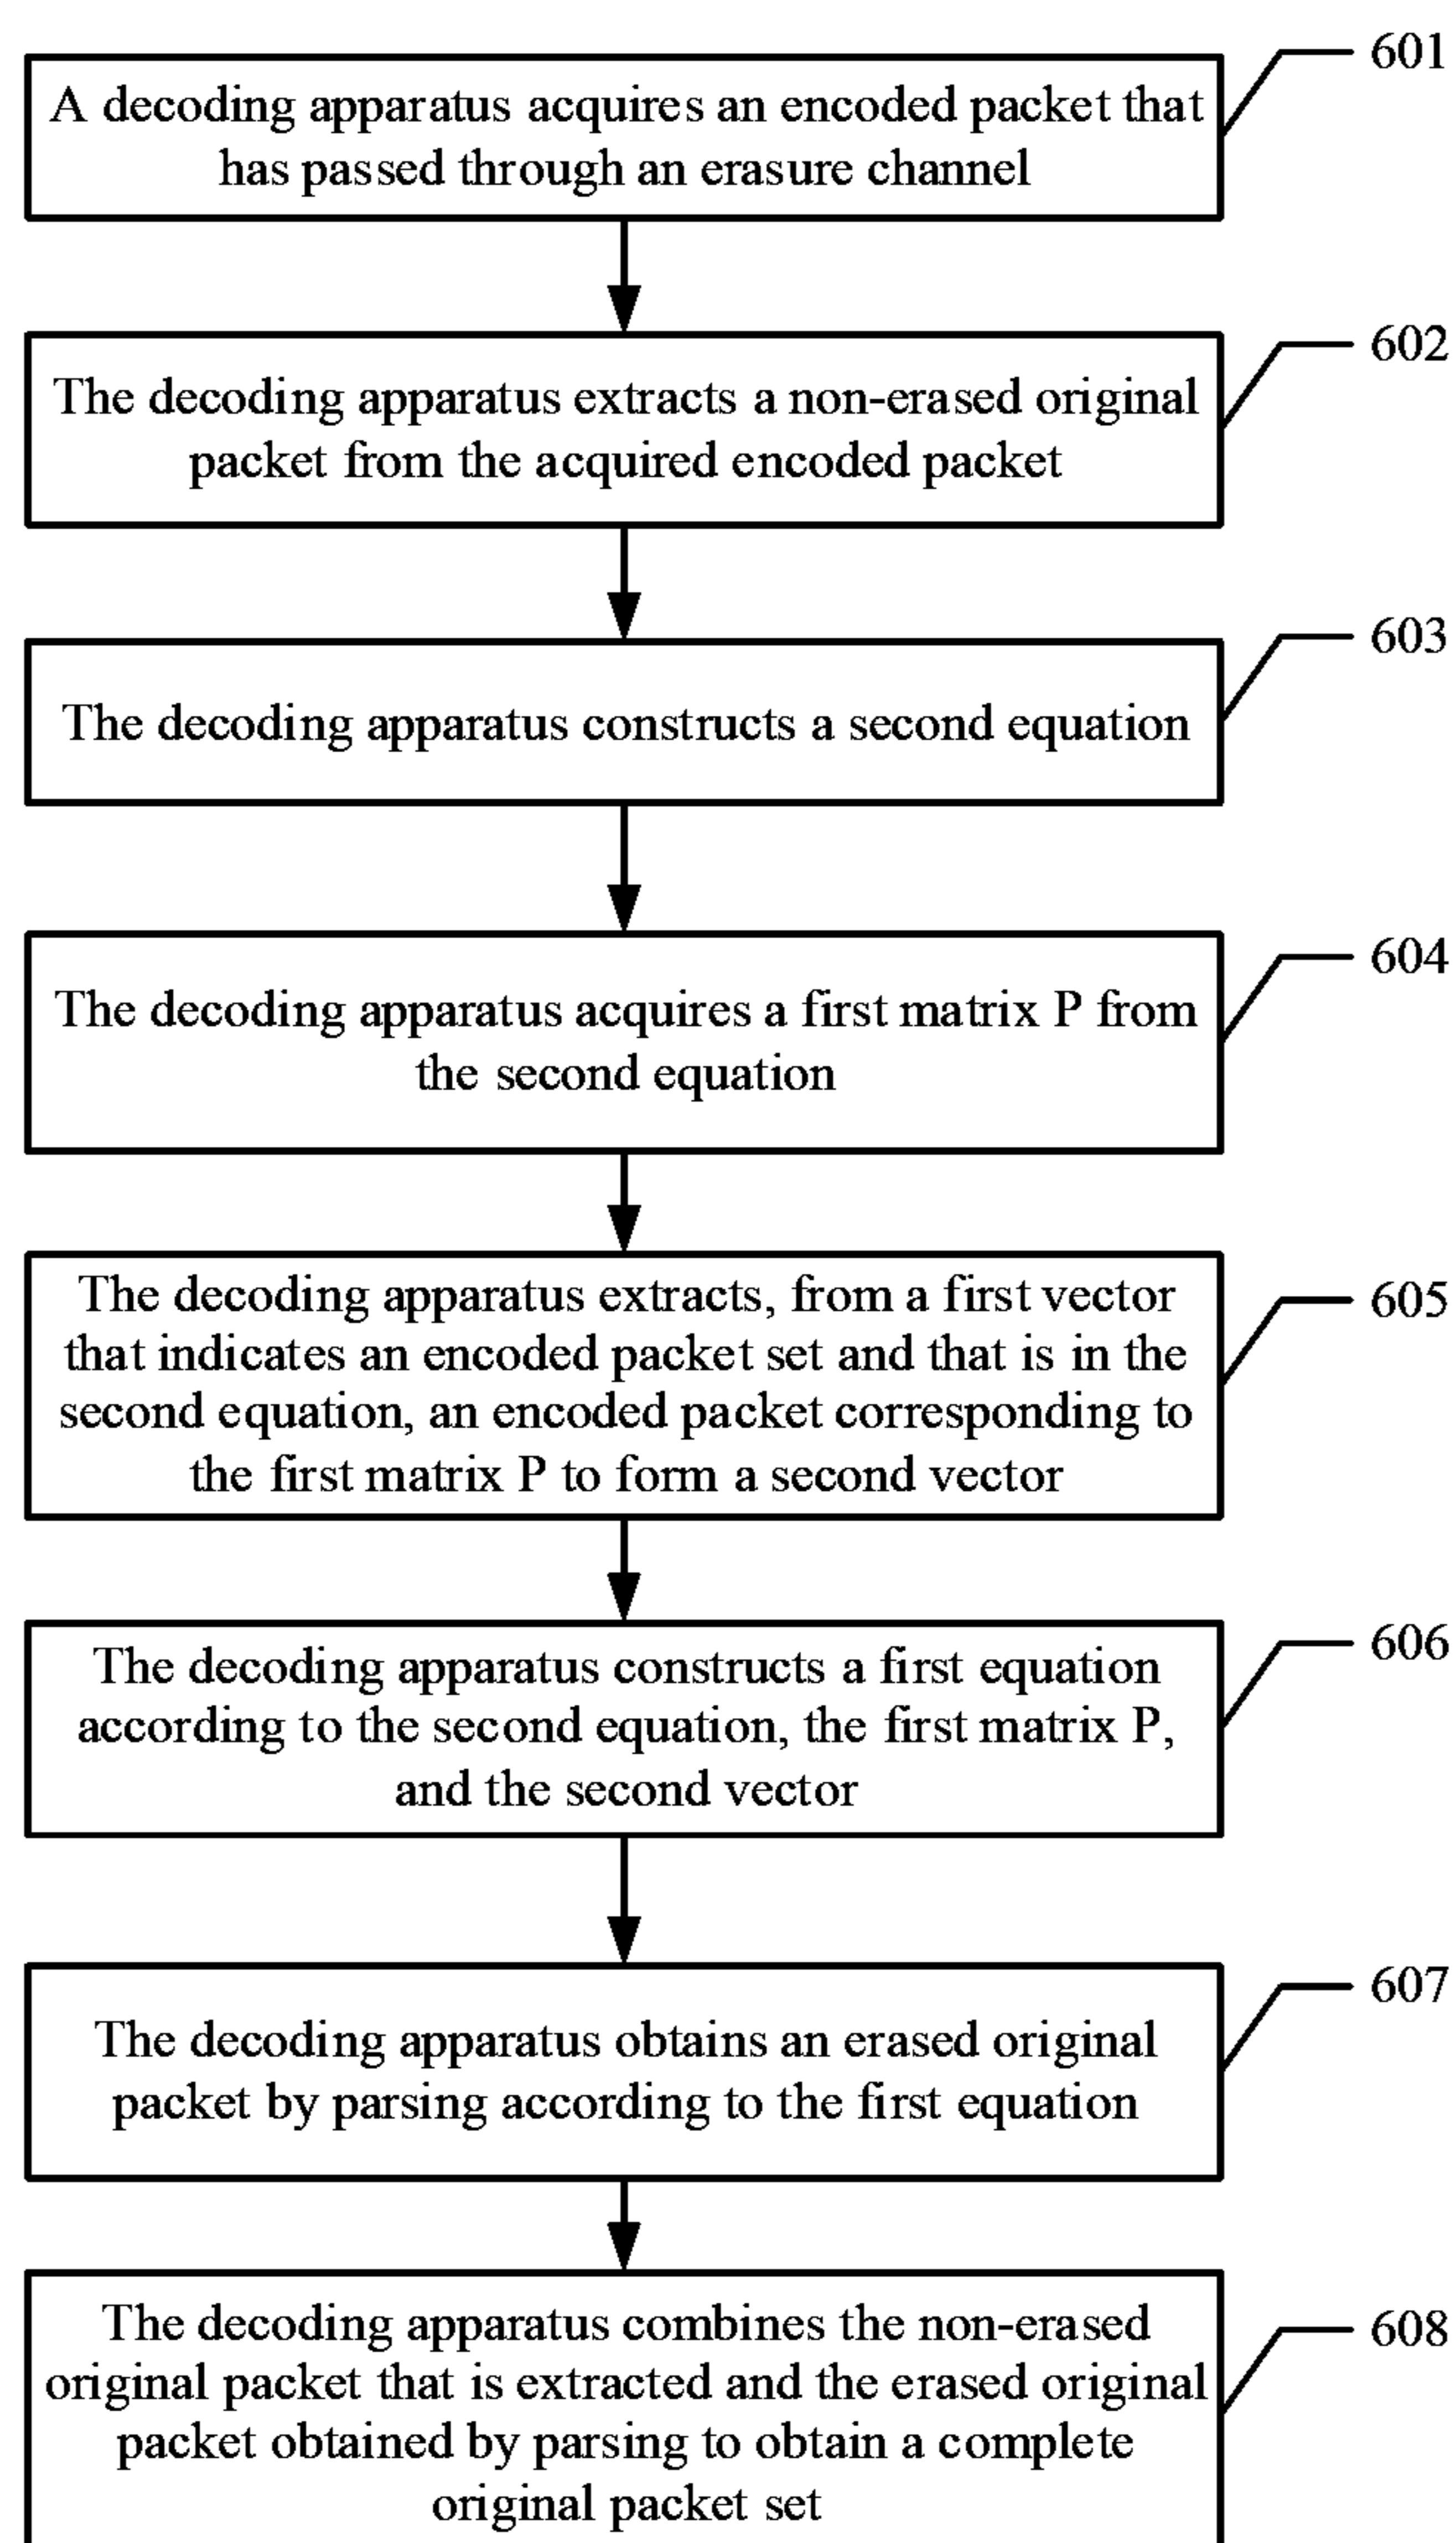 601
A decoding apparatus acquires an encoded packet that
has passed through an erasure channel
602
The decoding apparatus extracts a non-erased original
packet from the acquired encoded packet
603
The decoding apparatus constructs a second equation
604
The decoding apparatus acquires a first matrix P from
the second equation
605
The decoding apparatus extracts, from a first vector
that indicates an encoded packet set and that is in the
second equation, an encoded packet corresponding to
the first matrix P to form a second vector
606
The decoding apparatus constructs a first equation
according to the second equation, the first matrix P,
and the second vector
607
The decoding apparatus obtains an erased original
packet by parsing according to the first equation
608
The decoding apparatus combines the non-erased
original packet that is extracted and the erased original
packet obtained by parsing to obtain a complete
original packet set